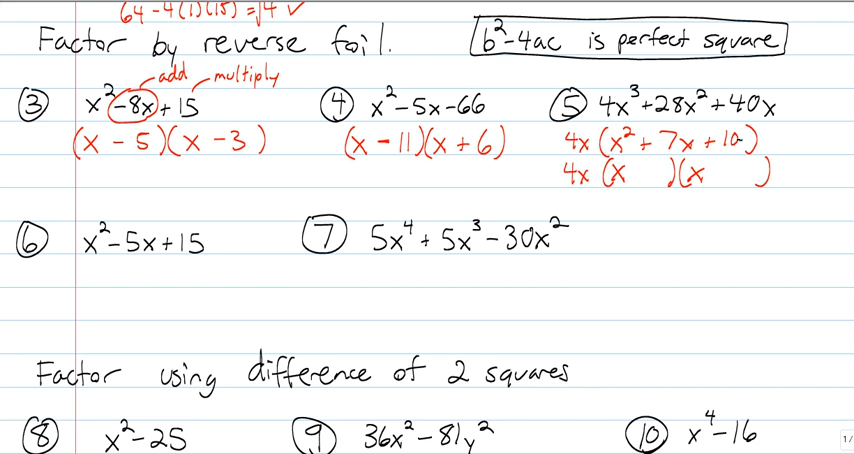 64-4(1)(15) = √4 ✓
Factor by reverse foil. b²-4ac is perfect square
add multiply
③ x²-8x+15 ④ x²-5x-66 ⑤ 4x³+28x²+40x
(x-5)(x-3) (x-11)(x+6) 4x(x²+7x+10)
4x(x )(x )
⑥ x²-5x+15 ⑦ 5x⁴+5x³-30x²
Factor using difference of 2 squares
⑧ x²-25 ⑨ 36x²-81y² ⑩ x⁴-16
1/